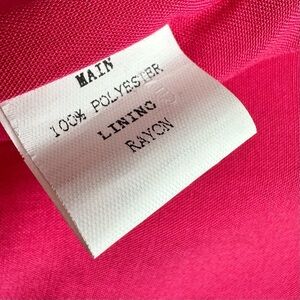 MAIN
100% POLYESTER
LINING
RAYON